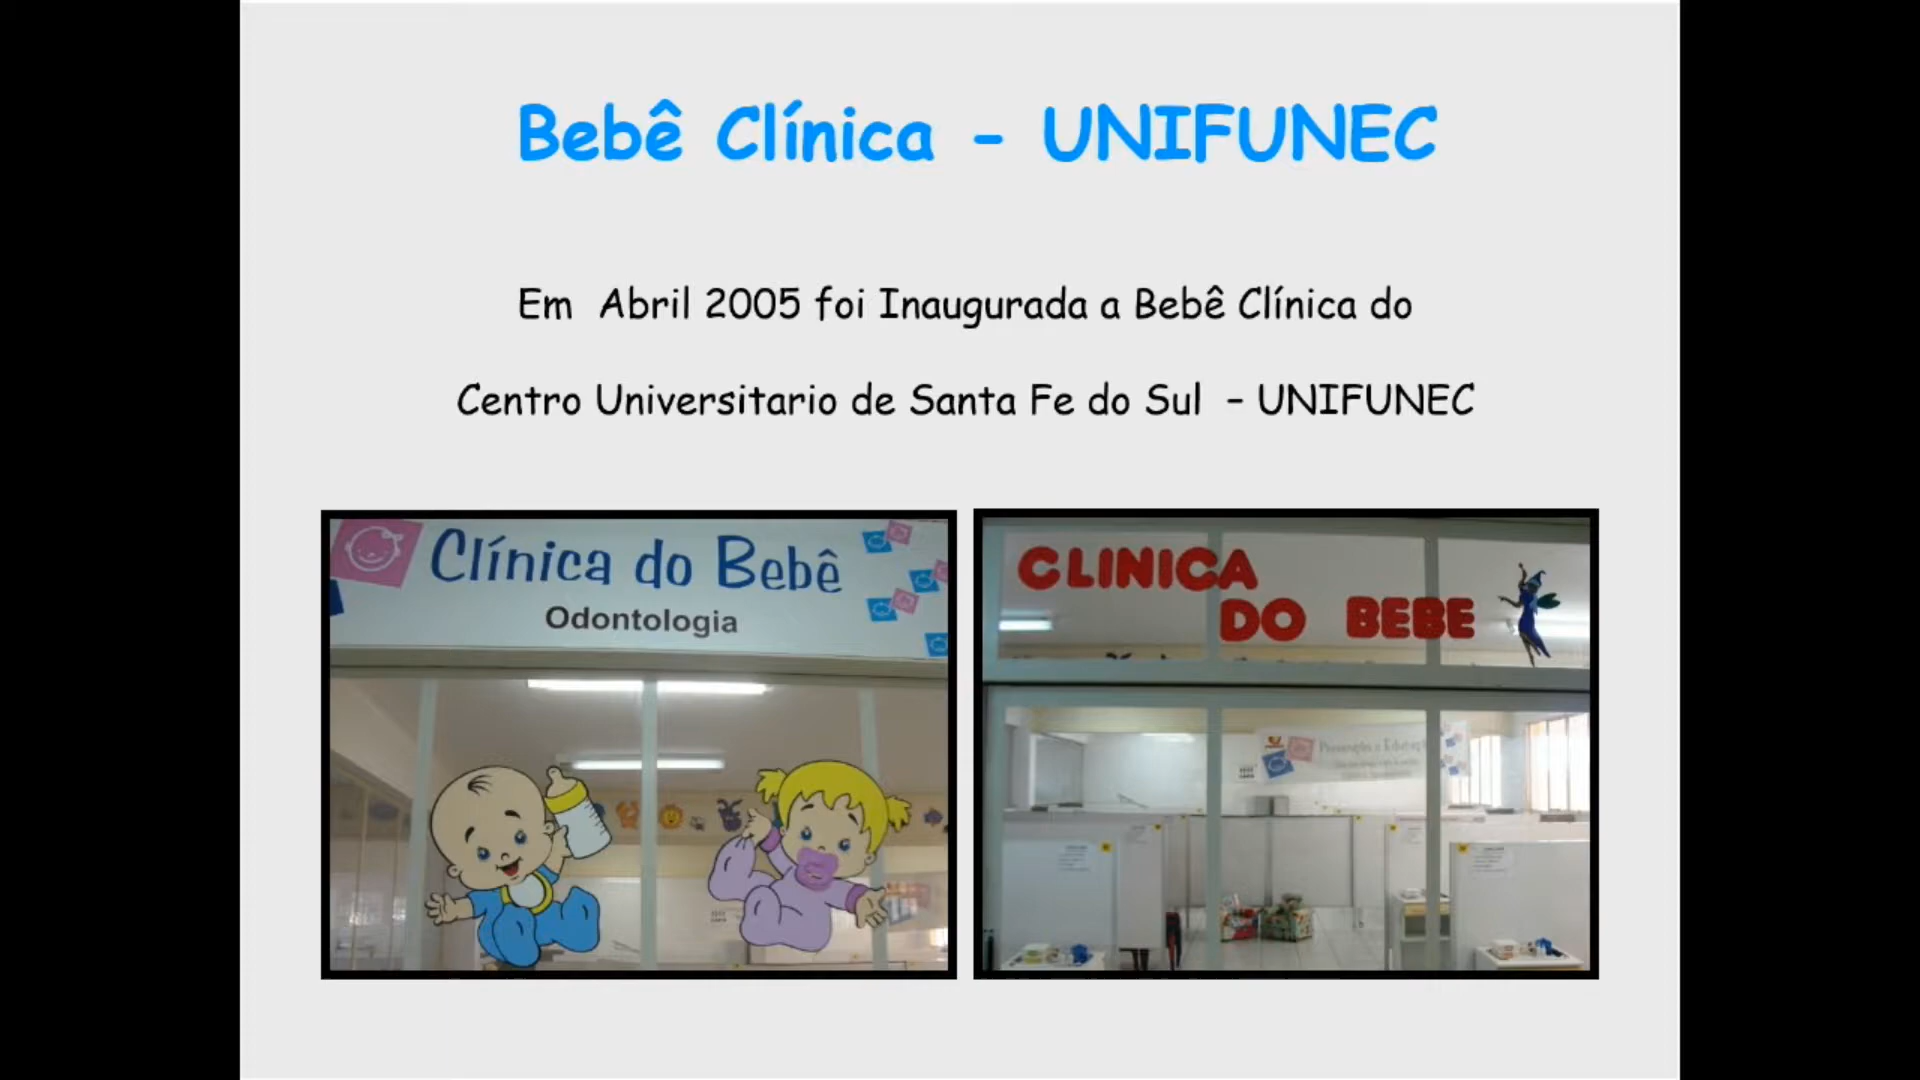 Bebê Clínica - UNIFUNEC
Em Abril 2005 foi Inaugurada a Bebê Clínica do
Centro Universitario de Santa Fe do Sul - UNIFUNEC
Clínica do Bebê
Odontologia
CLINICA
DO BEBE